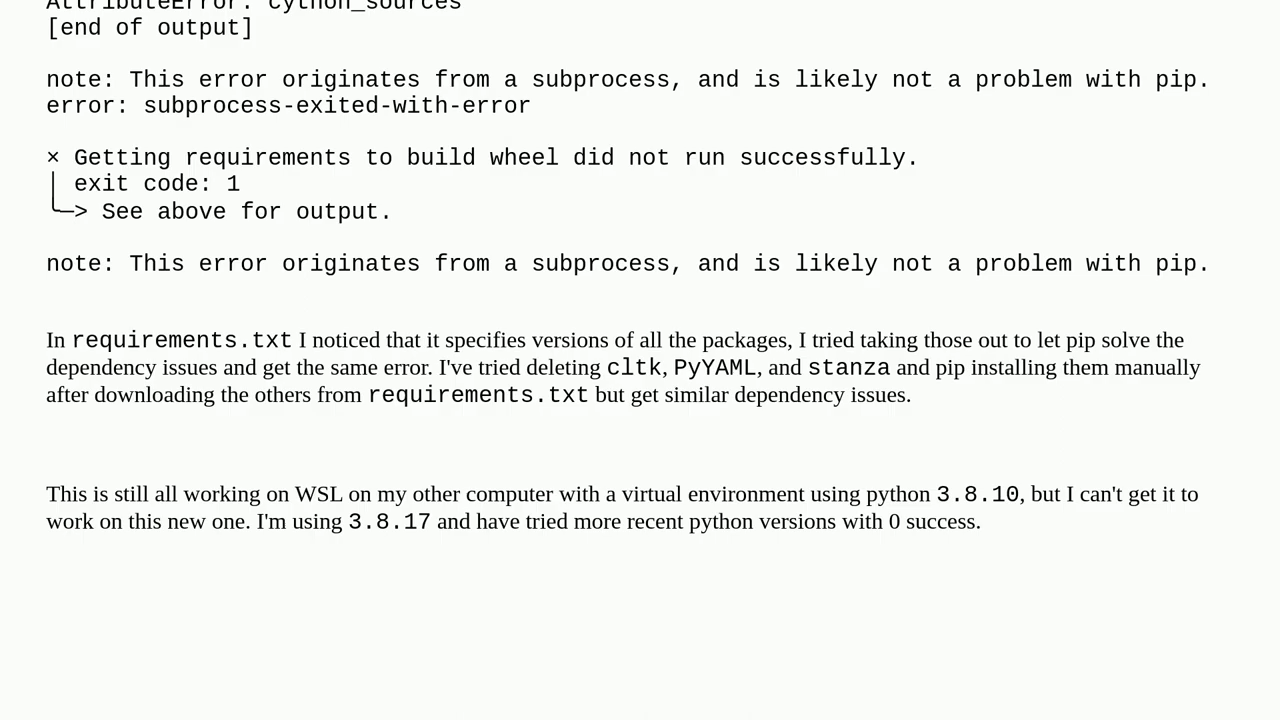 AttributeError: cython_sources
[end of output]
note: This error originates from a subprocess, and is likely not a problem with pip.
error: subprocess-exited-with-error
× Getting requirements to build wheel did not run successfully.
│ exit code: 1
╰─> See above for output.
note: This error originates from a subprocess, and is likely not a problem with pip.
In requirements.txt I noticed that it specifies versions of all the packages, I tried taking those out to let pip solve the
dependency issues and get the same error. I've tried deleting cltk, PyYAML, and stanza and pip installing them manually
after downloading the others from requirements.txt but get similar dependency issues.
This is still all working on WSL on my other computer with a virtual environment using python 3.8.10, but I can't get it to
work on this new one. I'm using 3.8.17 and have tried more recent python versions with 0 success.